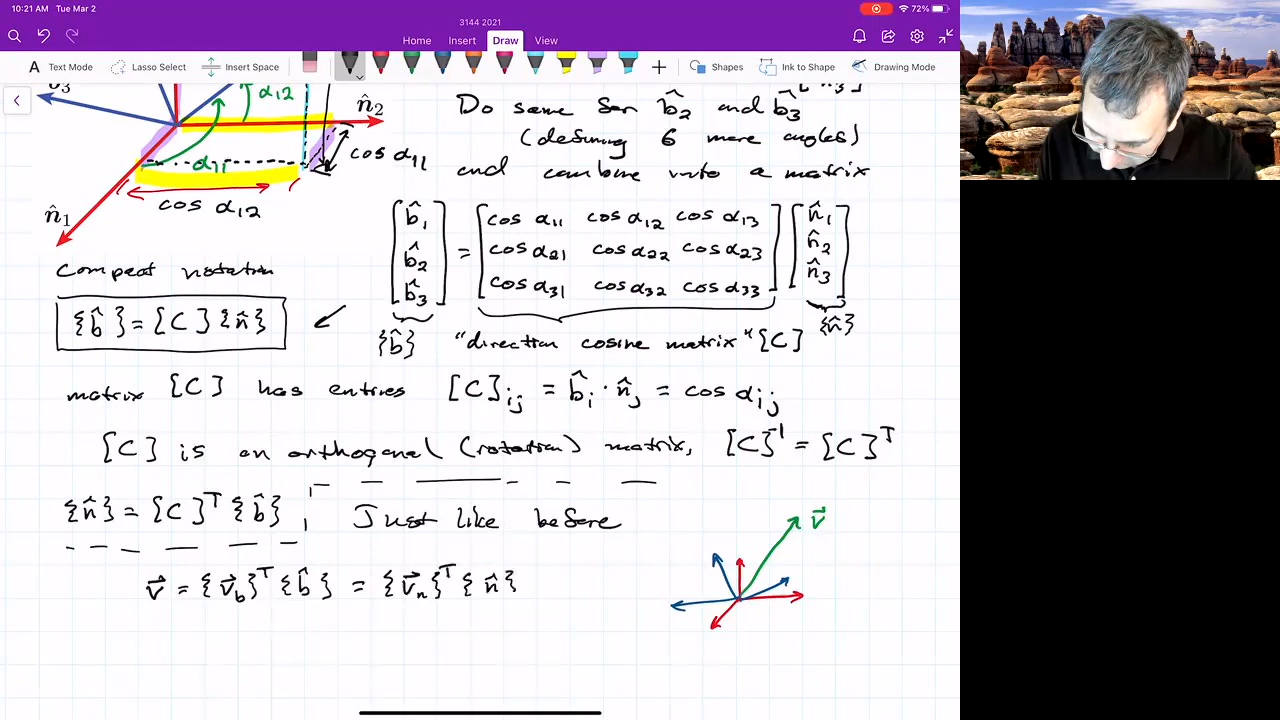 10:21 AM Tue Mar 2
72%
3144 2021
Home Insert Draw View
A Text Mode Lasso Select Insert Space Shapes Ink to Shape Drawing Mode
α12
n̂2
α11
cos α11
n̂1
cos α12
Do same for b̂2 and b̂3
(defining 6 more angles)
and combine into a matrix
[b̂1 b̂2 b̂3] = [cos α11 cos α12 cos α13
cos α21 cos α22 cos α23
cos α31 cos α32 cos α33] [n̂1 n̂2 n̂3]
{b̂} "direction cosine matrix" [C] {n̂}
Compact notation
{b̂} = [C]{n̂}
matrix [C] has entries [C]ij = b̂i · n̂j = cos αij
[C] is an orthogonal (rotation) matrix, [C]⁻¹ = [C]ᵀ
{n̂} = [C]ᵀ{b̂} Just like before
v⃗ = {v⃗b}ᵀ{b̂} = {v⃗n}ᵀ{n̂}
v⃗